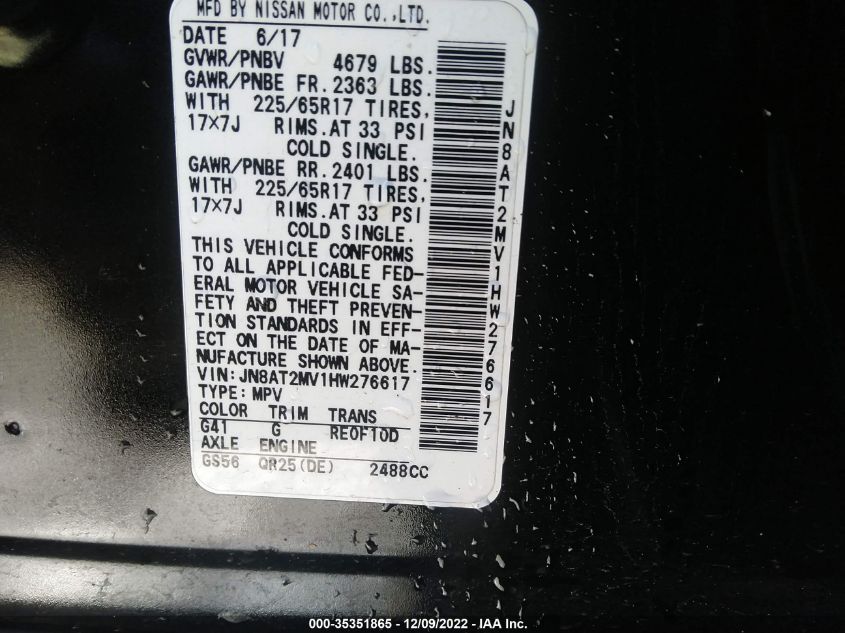 MFD BY NISSAN MOTOR CO.,LTD.
DATE 6/17
GVWR/PNBV 4679 LBS.
GAWR/PNBE FR. 2363 LBS.
WITH 225/65R17 TIRES,
17×7J RIMS.AT 33 PSI
COLD SINGLE.
GAWR/PNBE RR. 2401 LBS.
WITH 225/65R17 TIRES,
17×7J RIMS.AT 33 PSI
COLD SINGLE.
THIS VEHICLE CONFORMS
TO ALL APPLICABLE FED-
ERAL MOTOR VEHICLE SA-
FETY AND THEFT PREVEN-
TION STANDARDS IN EFF-
ECT ON THE DATE OF MA-
NUFACTURE SHOWN ABOVE.
VIN:JN8AT2MV1HW276617
TYPE:MPV
COLOR TRIM TRANS
G41 G RE0F10D
AXLE ENGINE
GS56 QR25(DE) 2488CC
JN8AT2MV1HW276617
000-35351865 - 12/09/2022 - IAA Inc.